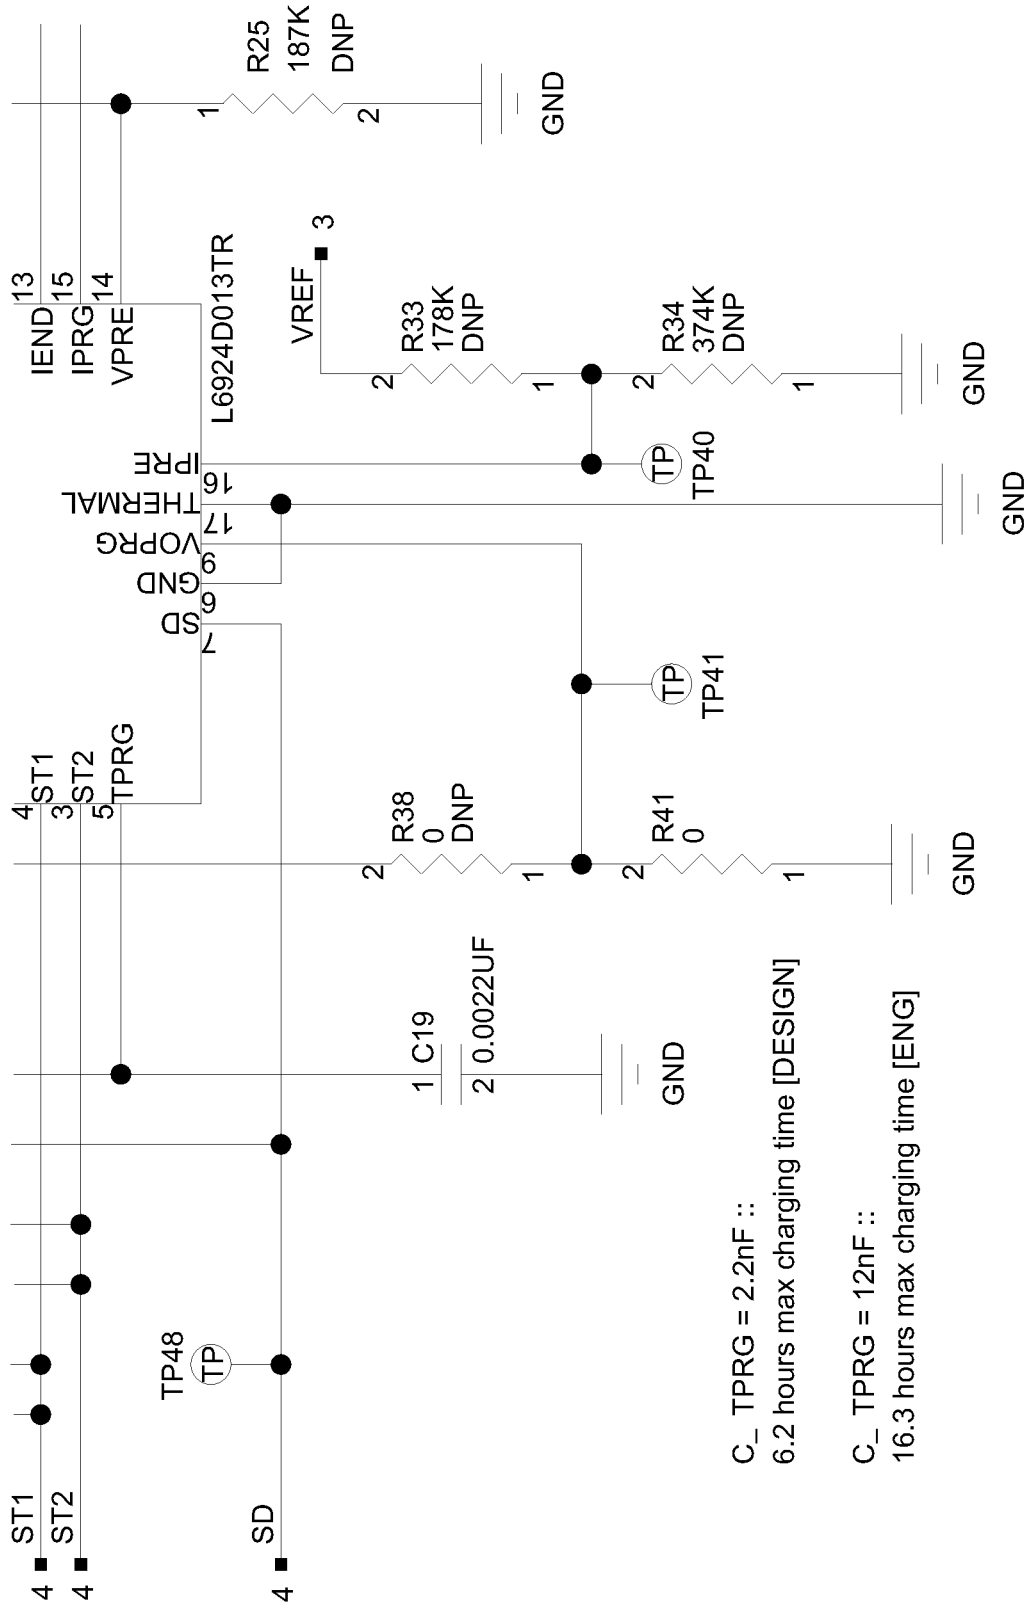 ST1
4
ST2
4
SD
4
TP48
TP
4
ST1
3
ST2
5
TPRG
13
IEND
15
IPRG
14
VPRE
L6924D013TR
SD
7
GND
6
VOPRG
9
THERMAL
17
IPRE
16
R25
187K
DNP
1
2
GND
VREF
3
R33
178K
DNP
2
1
R34
374K
DNP
2
1
GND
TP
TP40
GND
TP
TP41
R38
0
DNP
2
1
R41
0
2
1
GND
1
C19
2
0.0022UF
GND
C_ TPRG = 2.2nF ::
6.2 hours max charging time [DESIGN]
C_ TPRG = 12nF ::
16.3 hours max charging time [ENG]